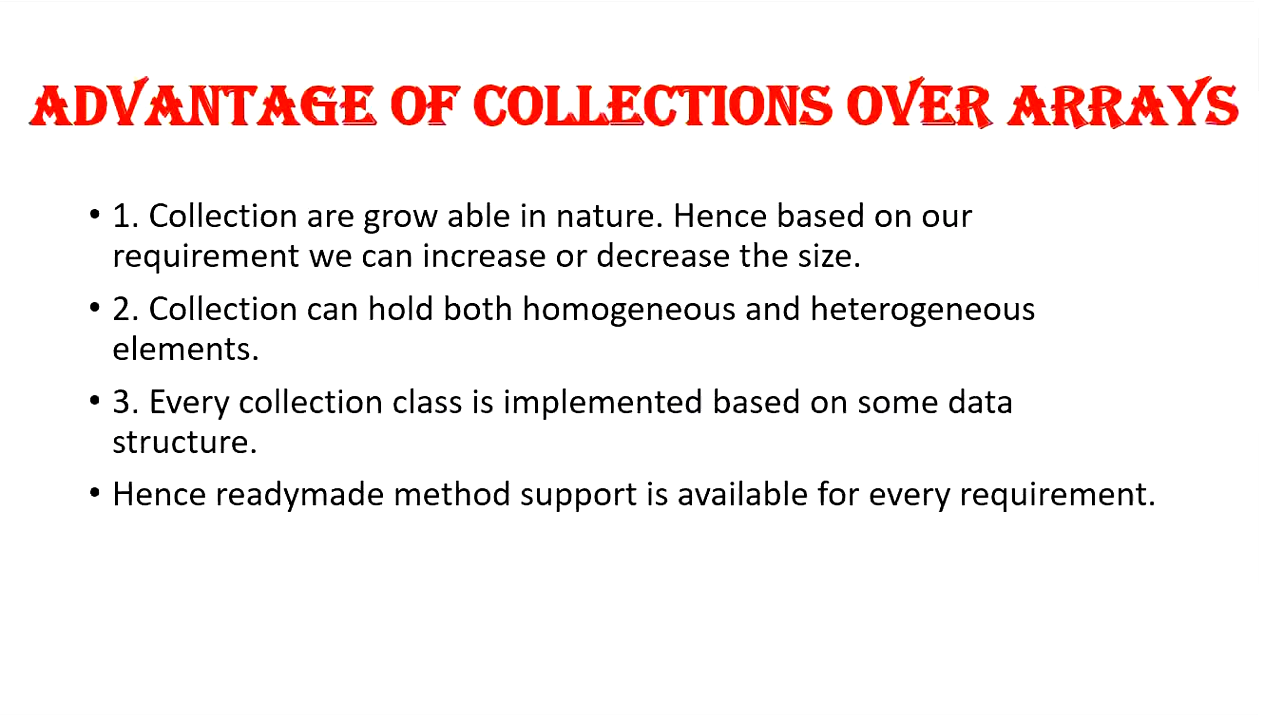 ADVANTAGE OF COLLECTIONS OVER ARRAYS
• 1. Collection are grow able in nature. Hence based on our
requirement we can increase or decrease the size.
• 2. Collection can hold both homogeneous and heterogeneous
elements.
• 3. Every collection class is implemented based on some data
structure.
• Hence readymade method support is available for every requirement.